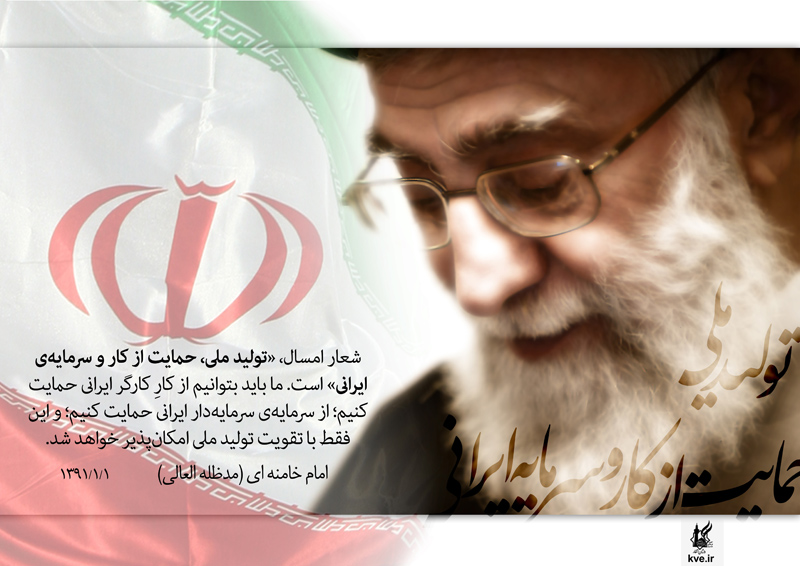 شعار امسال، «تولید ملی، حمایت از کار و سرمایه‌ی
ایرانی» است. ما باید بتوانیم از کارِ کارگر ایرانی حمایت
کنیم؛ از سرمایه‌ی سرمایه‌دار ایرانی حمایت کنیم؛ و این
فقط با تقویت تولید ملی امکان‌پذیر خواهد شد.
امام خامنه ای (مدظله العالی) ۱۳۹۱/۱/۱
تولید ملی
حمایت از کار و سرمایه ایرانی
kve.ir